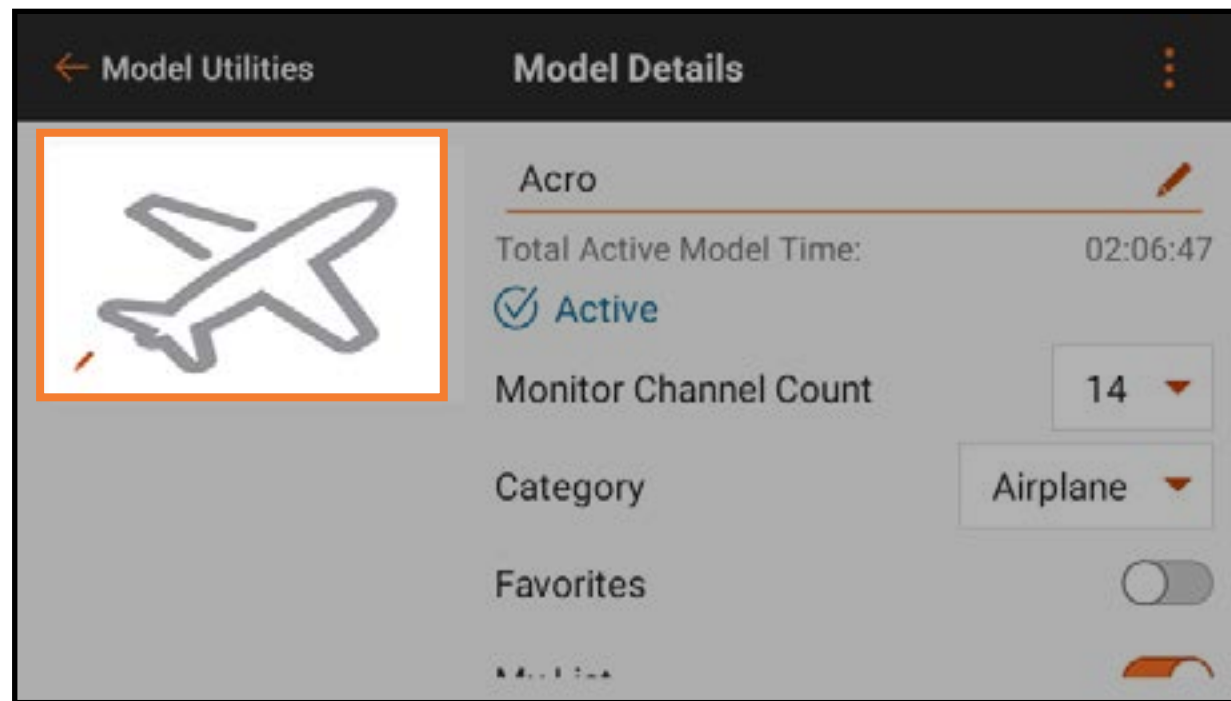 Model Utilities
Model Details
Acro
Total Active Model Time: 02:06:47
Active
Monitor Channel Count 14
Category Airplane
Favorites